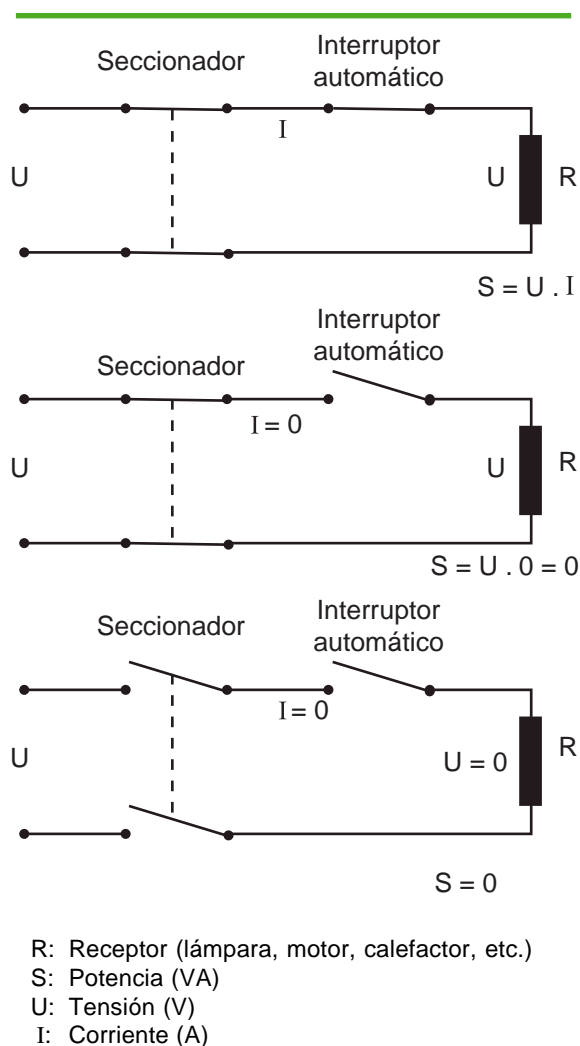 Seccionador
Interruptor
automático
I
U
U
R
S = U . I
Interruptor
automático
Seccionador
I = 0
U
U
R
S = U . 0 = 0
Seccionador
Interruptor
automático
I = 0
U
U = 0
R
S = 0
R: Receptor (lámpara, motor, calefactor, etc.)
S: Potencia (VA)
U: Tensión (V)
I: Corriente (A)